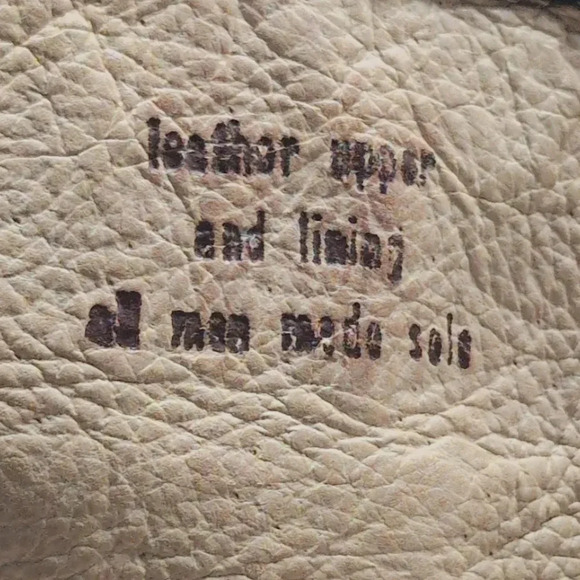 leather upper
and lining
all man made sole